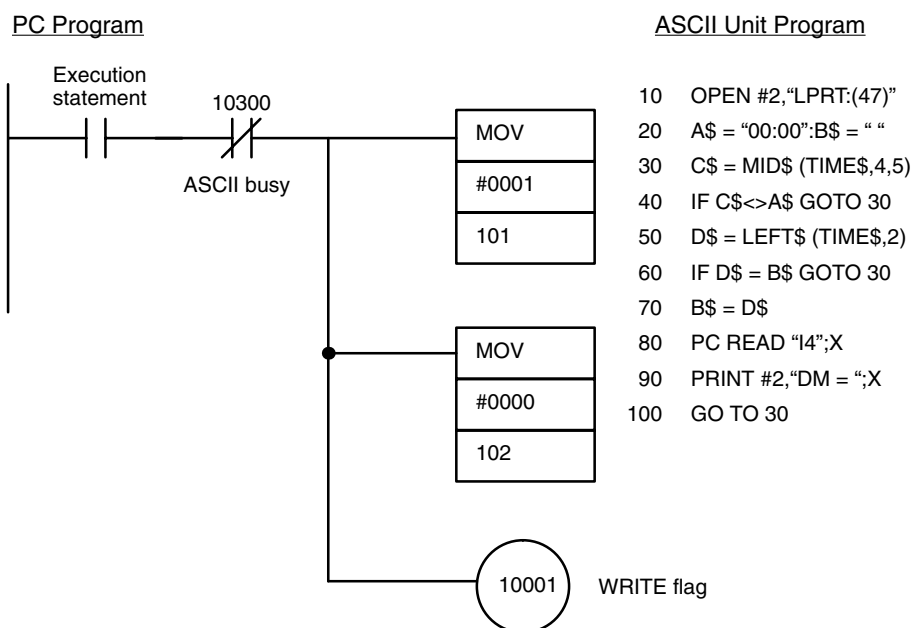 PC Program
Execution
statement
10300
ASCII busy
MOV
#0001
101
MOV
#0000
102
10001
WRITE flag
ASCII Unit Program
10 OPEN #2,“LPRT:(47)”
20 A$ = “00:00”:B$ = “ “
30 C$ = MID$ (TIME$,4,5)
40 IF C$<>A$ GOTO 30
50 D$ = LEFT$ (TIME$,2)
60 IF D$ = B$ GOTO 30
70 B$ = D$
80 PC READ “I4”;X
90 PRINT #2,“DM = “;X
100 GO TO 30